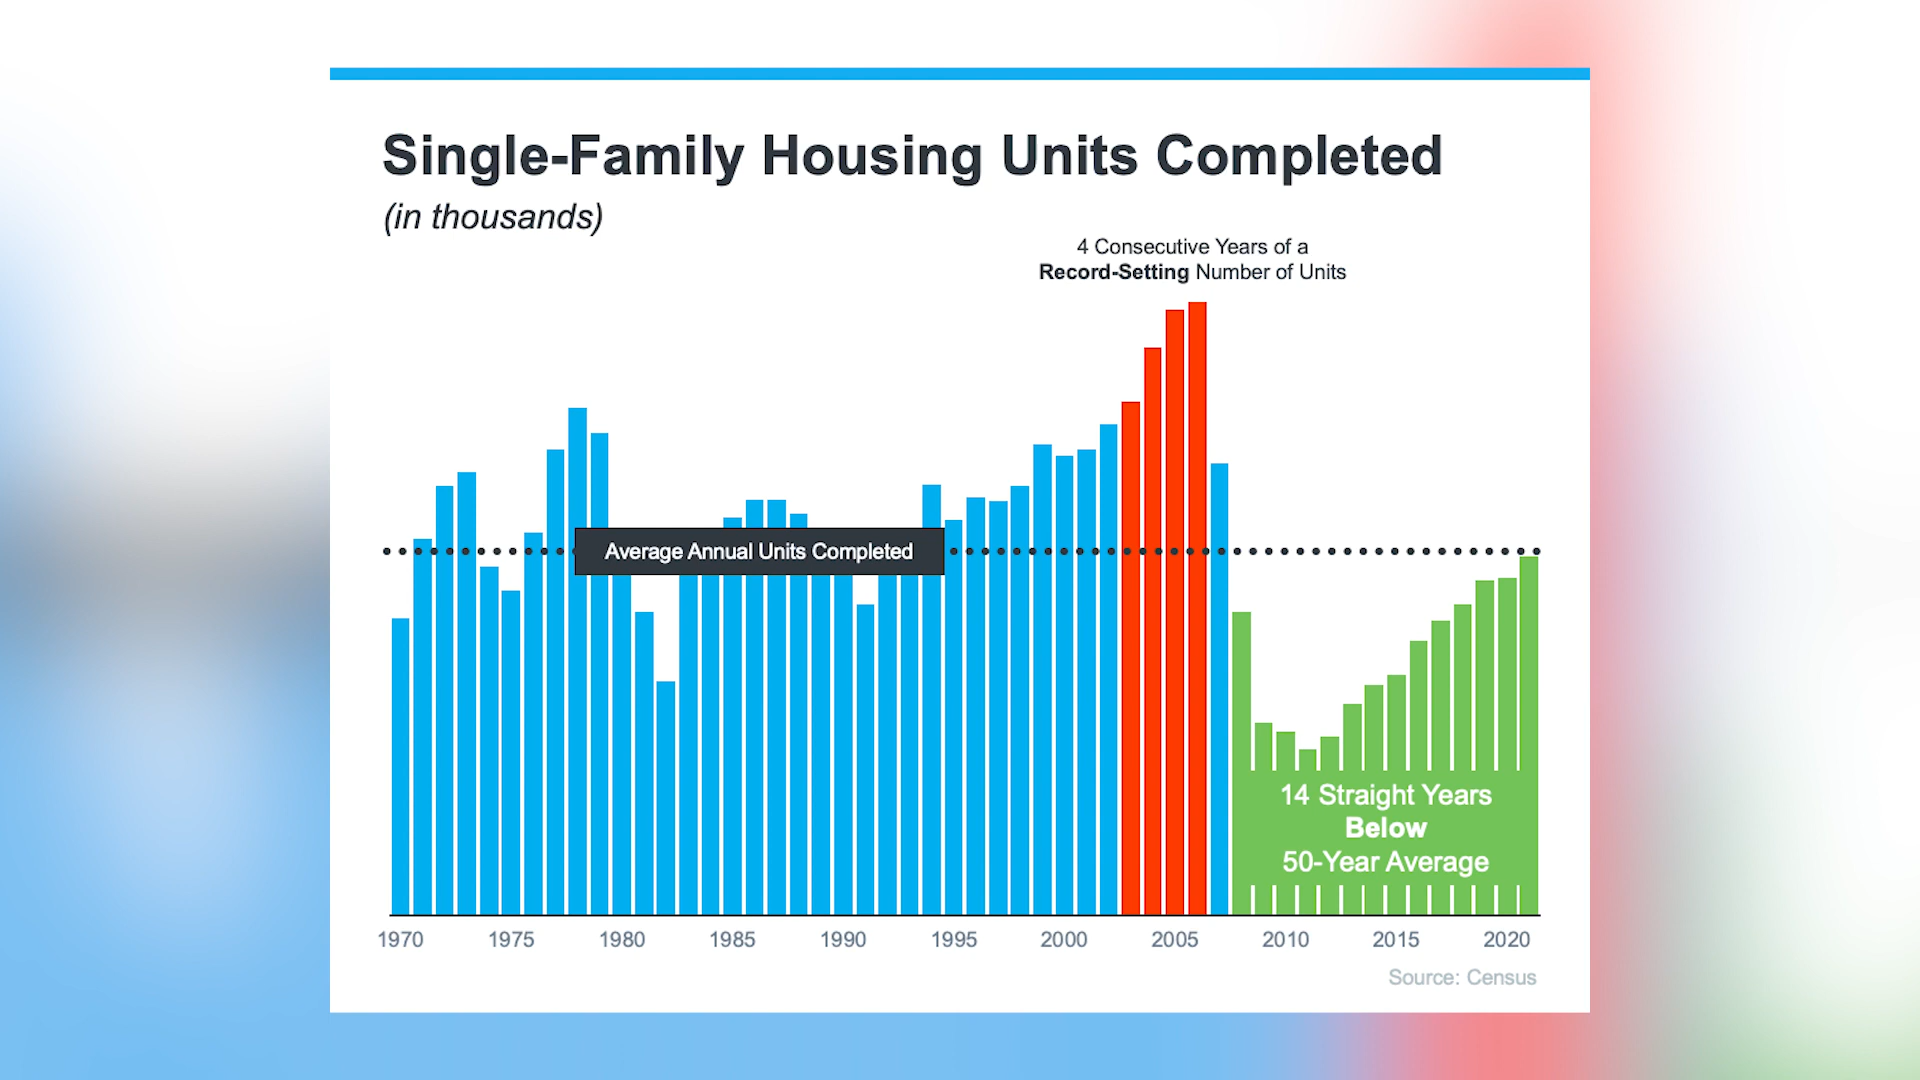 Single-Family Housing Units Completed
(in thousands)
4 Consecutive Years of a
Record-Setting Number of Units
Average Annual Units Completed
14 Straight Years
Below
50-Year Average
1970 1975 1980 1985 1990 1995 2000 2005 2010 2015 2020
Source: Census